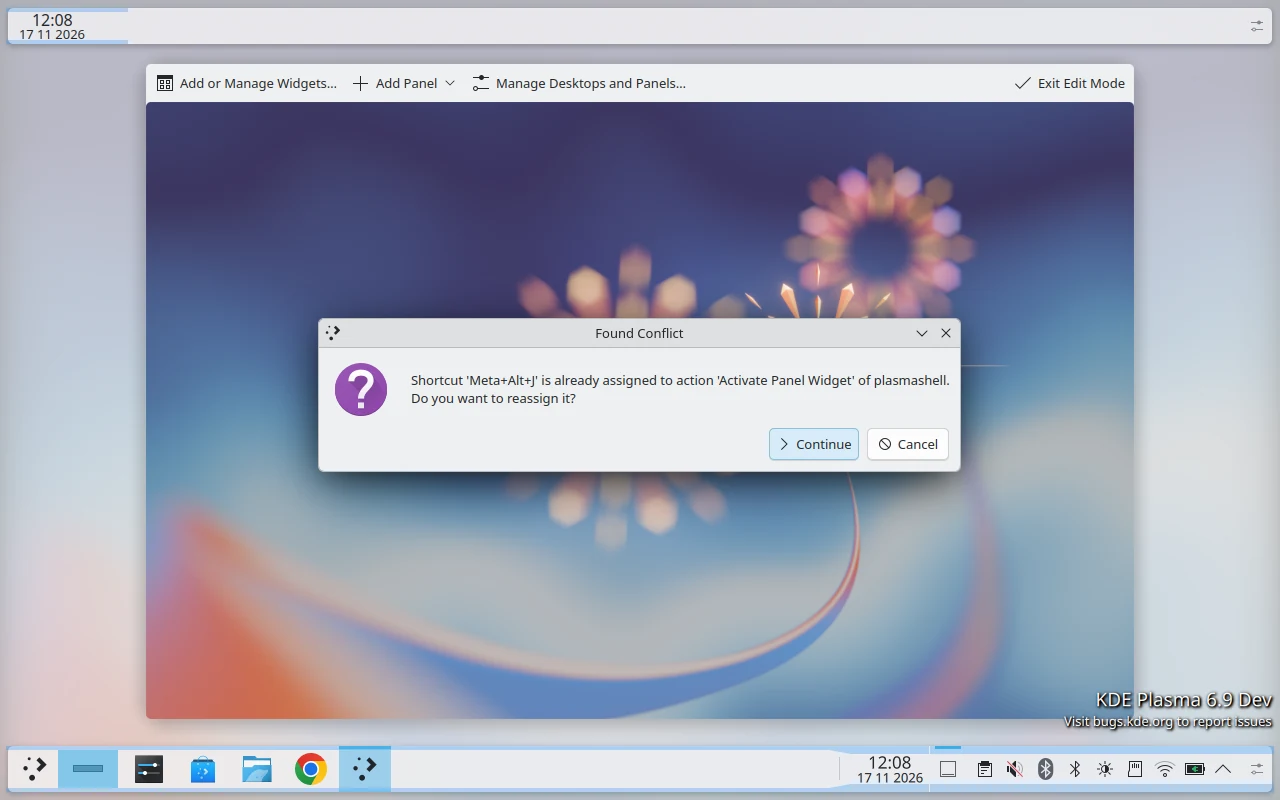 12:08
17 11 2026
Add or Manage Widgets...
Add Panel
Manage Desktops and Panels...
Exit Edit Mode
Found Conflict
Shortcut 'Meta+Alt+J' is already assigned to action 'Activate Panel Widget' of plasmashell.
Do you want to reassign it?
Continue
Cancel
KDE Plasma 6.9 Dev
Visit bugs.kde.org to report issues
12:08
17 11 2026